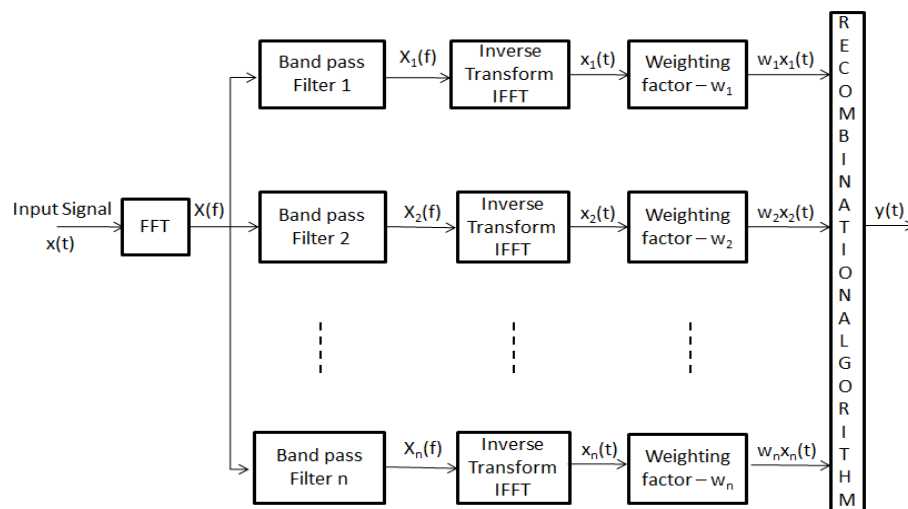 Band pass
Filter 1
X₁(f)
Inverse
Transform
IFFT
x₁(t)
Weighting
factor – w₁
w₁x₁(t)
Input Signal
x(t)
FFT
X(f)
Band pass
Filter 2
X₂(f)
Inverse
Transform
IFFT
x₂(t)
Weighting
factor – w₂
w₂x₂(t)
Band pass
Filter n
Xₙ(f)
Inverse
Transform
IFFT
xₙ(t)
Weighting
factor – wₙ
wₙxₙ(t)
R
E
C
O
M
B
I
N
A
T
I
O
N
A
L
G
O
R
I
T
H
M
y(t)